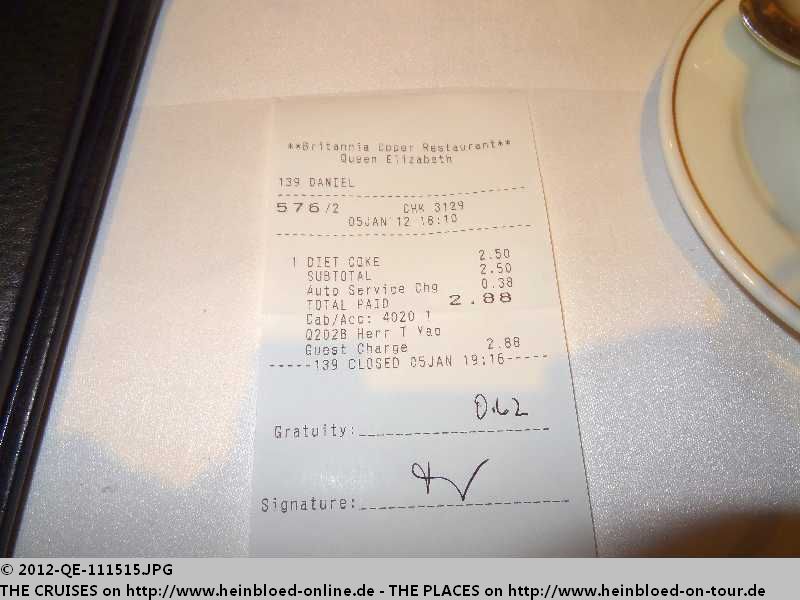 **Britannia Upper Restaurant**
Queen Elizabeth
139 DANIEL
576/2 CHK 3129
05JAN 12 18:10
1 DIET COKE 2.50
SUBTOTAL 2.50
Auto Service Chg 0.38
TOTAL PAID 2.88
Cab/Acc: 4020 1
Q202B Herr T Yao
Guest Charge 2.88
-----139 CLOSED 05JAN 19:16-----
0.62
Gratuity:
Signature:
© 2012-QE-111515.JPG
THE CRUISES on http://www.heinbloed-online.de - THE PLACES on http://www.heinbloed-on-tour.de